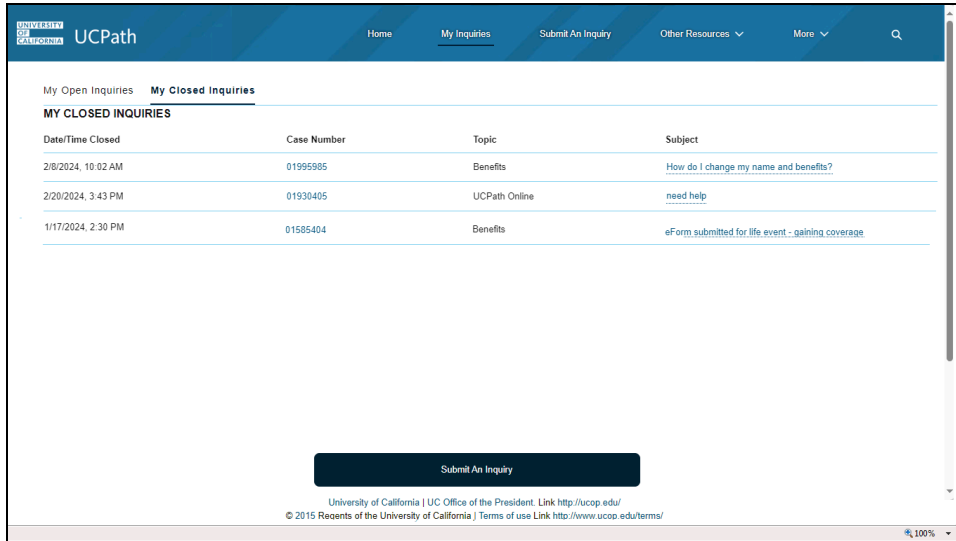 UNIVERSITY
OF
CALIFORNIA
UCPath
Home My Inquiries Submit An Inquiry Other Resources More
My Open Inquiries My Closed Inquiries
MY CLOSED INQUIRIES
Date/Time Closed Case Number Topic Subject
2/8/2024, 10:02 AM 01995985 Benefits How do I change my name and benefits?
2/20/2024, 3:43 PM 01930405 UCPath Online need help
1/17/2024, 2:30 PM 01585404 Benefits eForm submitted for life event - gaining coverage
Submit An Inquiry
University of California | UC Office of the President. Link http://ucop.edu/
© 2015 Regents of the University of California | Terms of use Link http://www.ucop.edu/terms/
100%